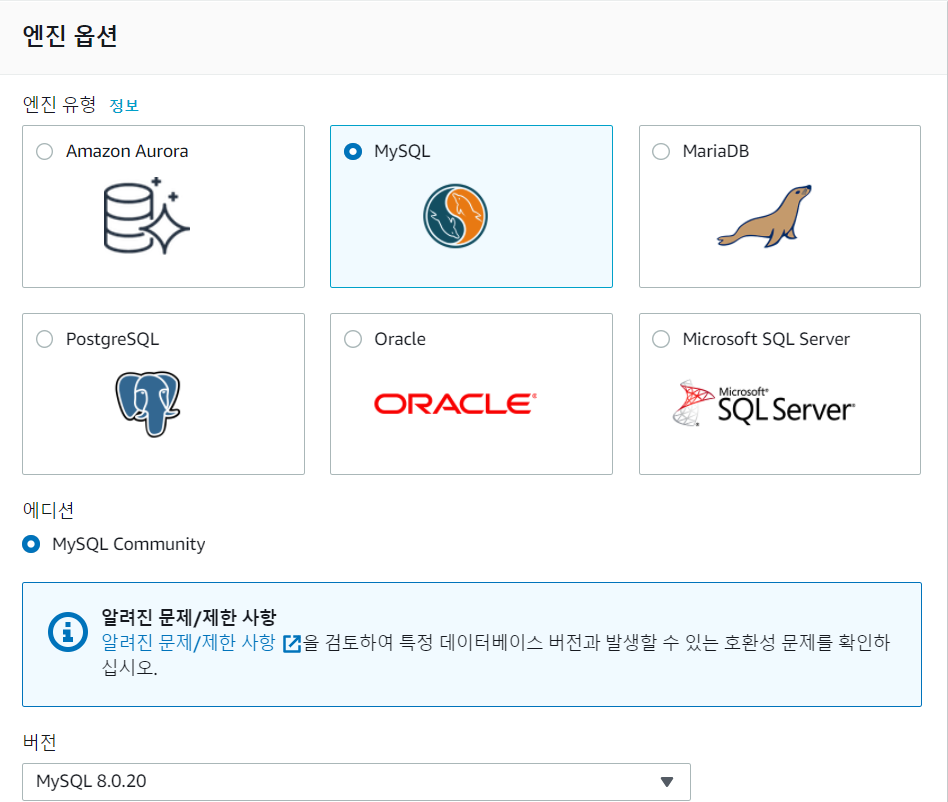 엔진 옵션
엔진 유형 정보
Amazon Aurora
MySQL
MariaDB
PostgreSQL
Oracle
ORACLE®
Microsoft SQL Server
Microsoft®
SQL Server®
에디션
MySQL Community
알려진 문제/제한 사항
알려진 문제/제한 사항 을 검토하여 특정 데이터베이스 버전과 발생할 수 있는 호환성 문제를 확인하
십시오.
버전
MySQL 8.0.20